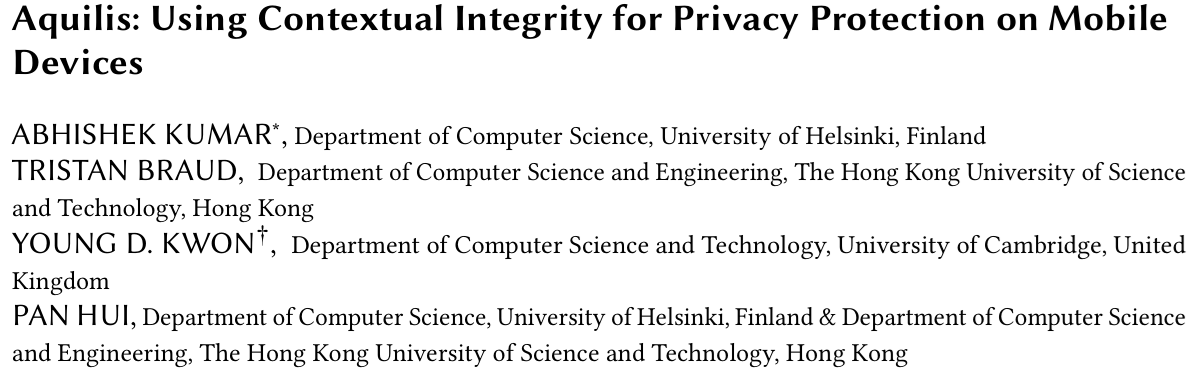 Aquilis: Using Contextual Integrity for Privacy Protection on Mobile
Devices
ABHISHEK KUMAR*, Department of Computer Science, University of Helsinki, Finland
TRISTAN BRAUD, Department of Computer Science and Engineering, The Hong Kong University of Science
and Technology, Hong Kong
YOUNG D. KWON†, Department of Computer Science and Technology, University of Cambridge, United
Kingdom
PAN HUI, Department of Computer Science, University of Helsinki, Finland & Department of Computer Science
and Engineering, The Hong Kong University of Science and Technology, Hong Kong